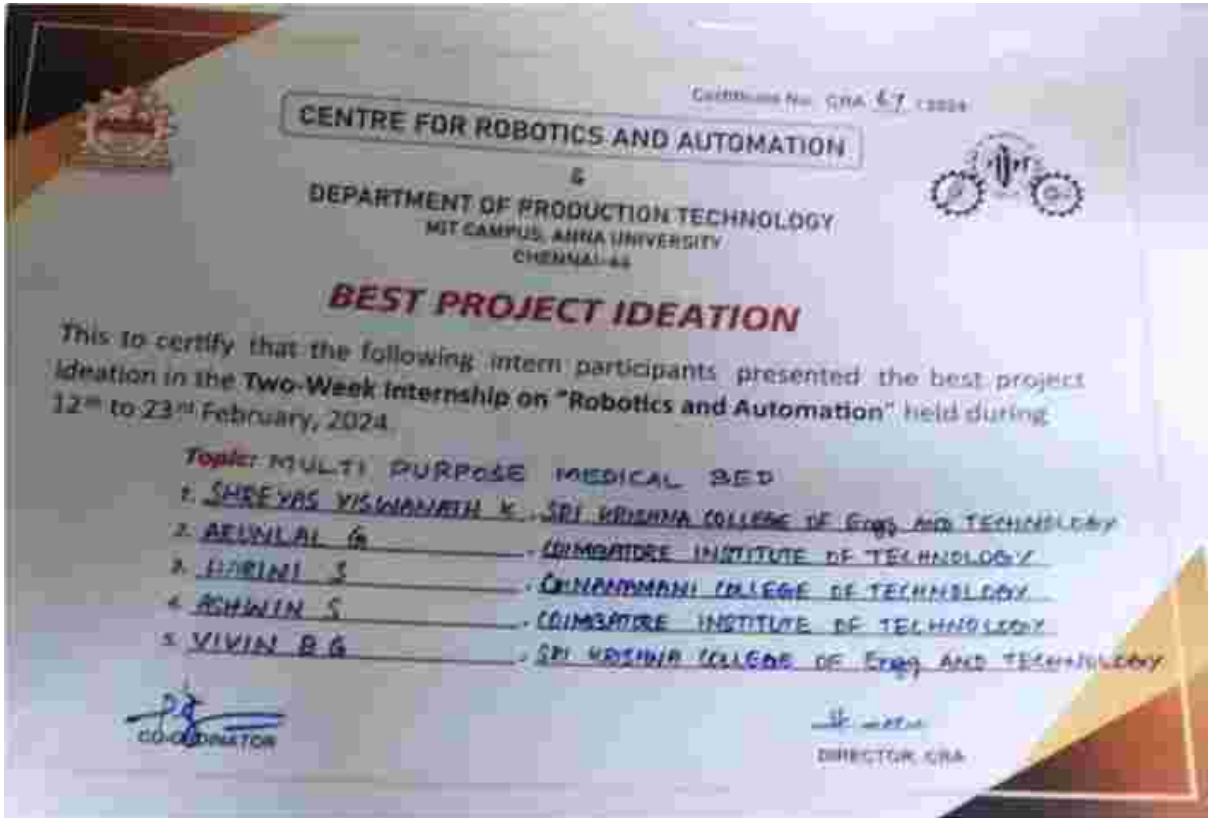 Certificate No. CRA 67 / 2024
CENTRE FOR ROBOTICS AND AUTOMATION
&
DEPARTMENT OF PRODUCTION TECHNOLOGY
MIT CAMPUS, ANNA UNIVERSITY
CHENNAI-44
BEST PROJECT IDEATION
This to certify that the following intern participants presented the best project
ideation in the Two-Week Internship on "Robotics and Automation" held during
12th to 23rd February, 2024.
Topic: MULTI PURPOSE MEDICAL BED
1. SHREYAS VISWANATH K, SRI KRISHNA COLLEGE OF Engg AND TECHNOLOGY
2. ARUNLAL G, COIMBATORE INSTITUTE OF TECHNOLOGY
3. HARINI S, COLLEGE OF TECHNOLOGY
4. ASHWIN S, COIMBATORE INSTITUTE OF TECHNOLOGY
5. VIVIN B G, SRI KRISHNA COLLEGE OF Engg AND TECHNOLOGY
CO-ORDINATOR
DIRECTOR, CRA